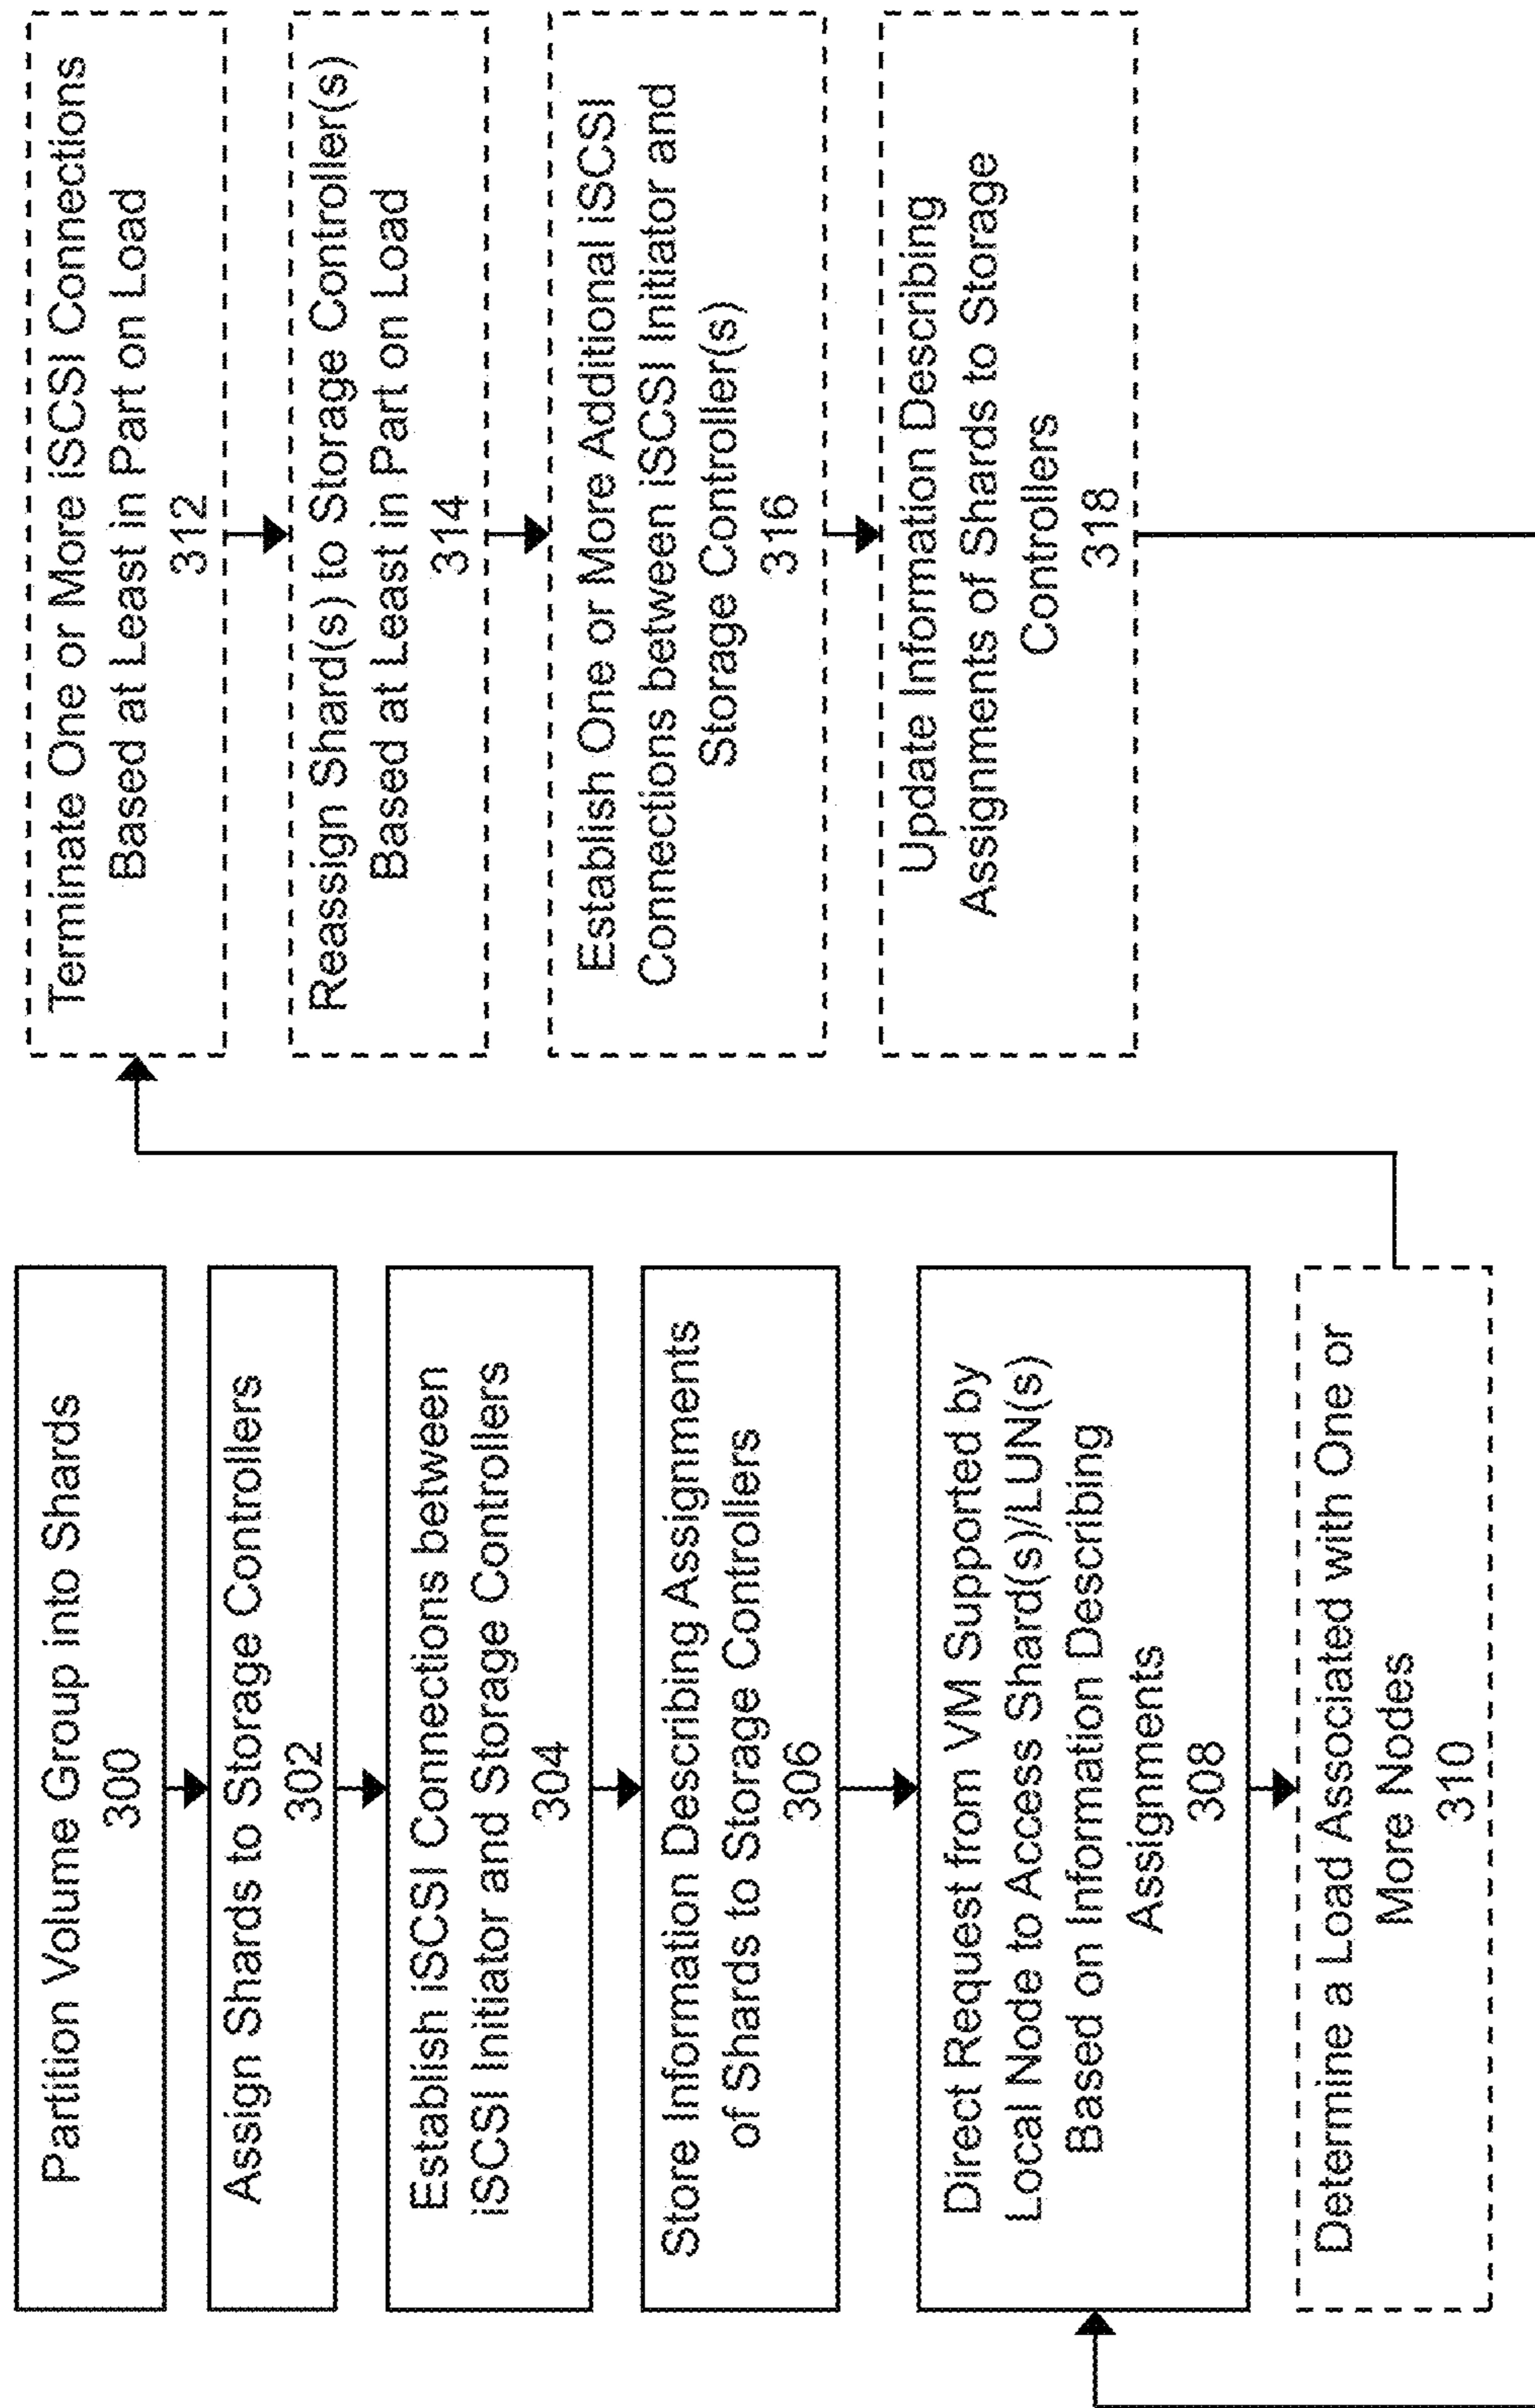 Partition Volume Group into Shards
300
Assign Shards to Storage Controllers
302
Establish iSCSI Connections between
iSCSI Initiator and Storage Controllers
304
Store Information Describing Assignments
of Shards to Storage Controllers
306
Direct Request from VM Supported by
Local Node to Access Shard(s)/LUN(s)
Based on Information Describing
Assignments
308
Determine a Load Associated with One or
More Nodes
310
Terminate One or More iSCSI Connections
Based at Least in Part on Load
312
Reassign Shard(s) to Storage Controller(s)
Based at Least in Part on Load
314
Establish One or More Additional iSCSI
Connections between iSCSI Initiator and
Storage Controller(s)
316
Update Information Describing
Assignments of Shards to Storage
Controllers
318